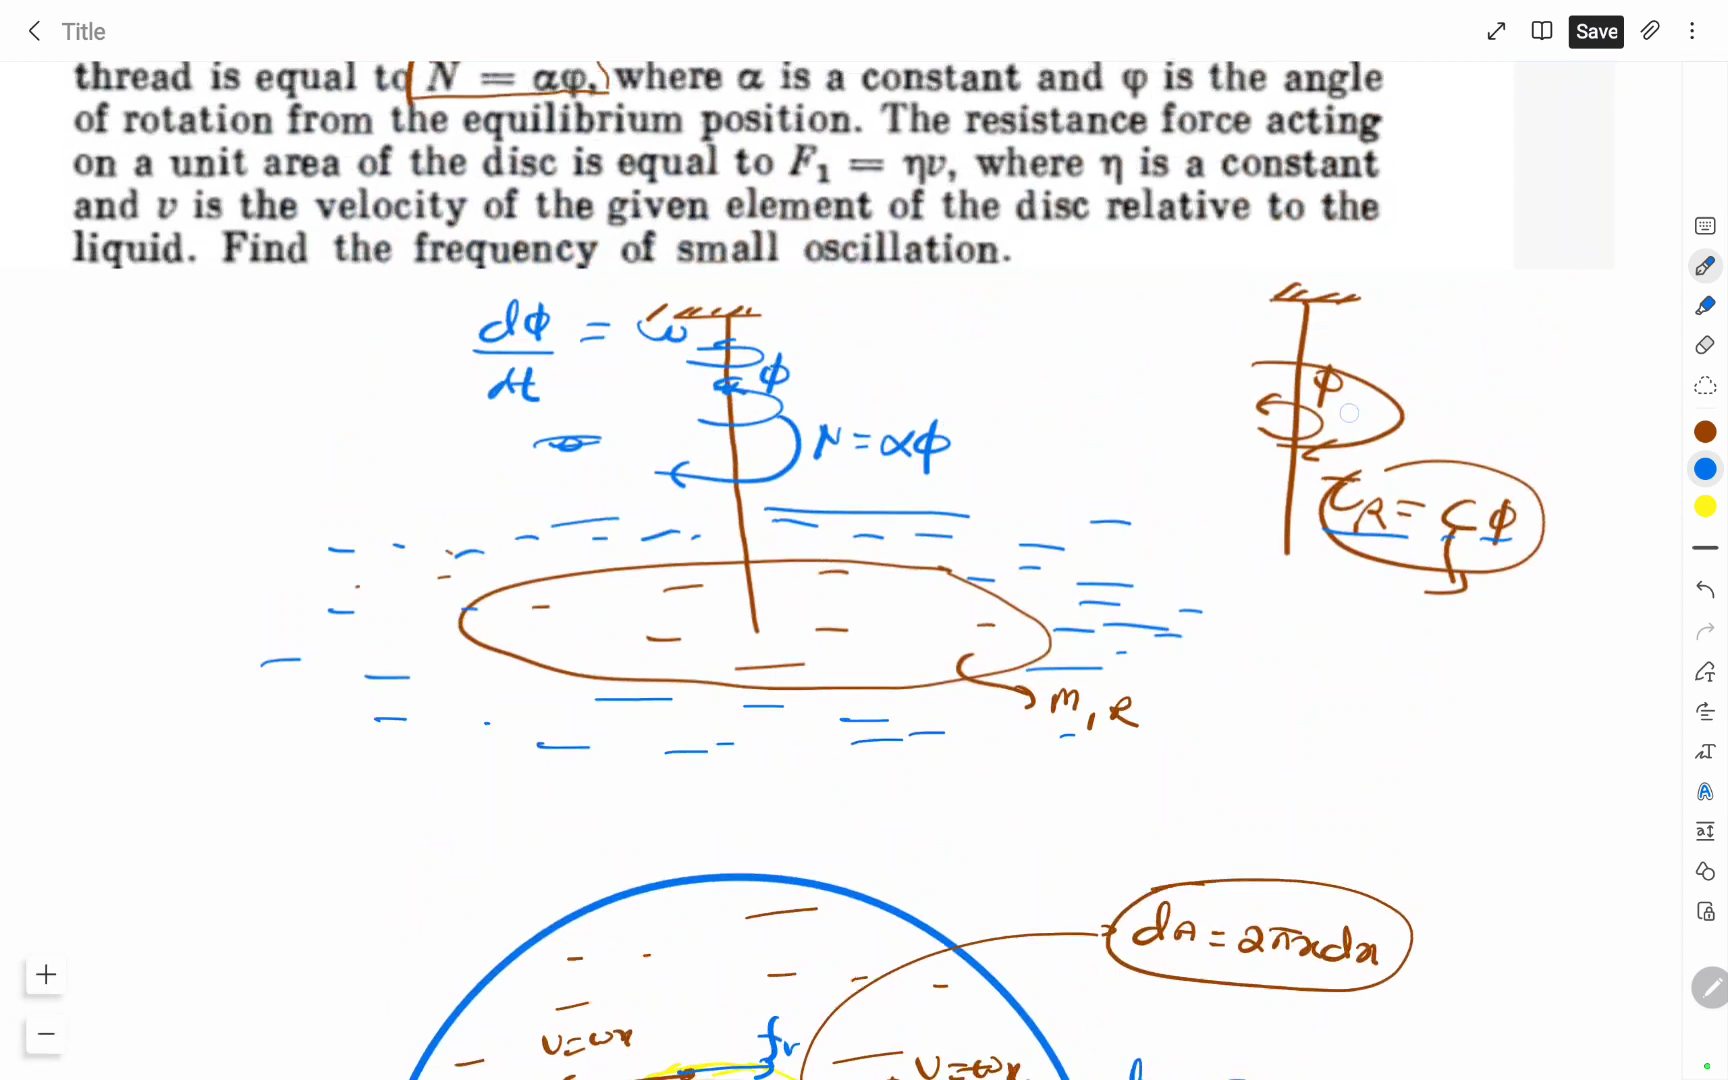 Title
Save
thread is equal to N = αφ, where α is a constant and φ is the angle
of rotation from the equilibrium position. The resistance force acting
on a unit area of the disc is equal to F₁ = ηv, where η is a constant
and v is the velocity of the given element of the disc relative to the
liquid. Find the frequency of small oscillation.
dϕ/dt = ω
ϕ
N = αϕ
φ
τR = Cϕ
m, R
dA = 2πxdx
v=ωx
fv
v=ωx